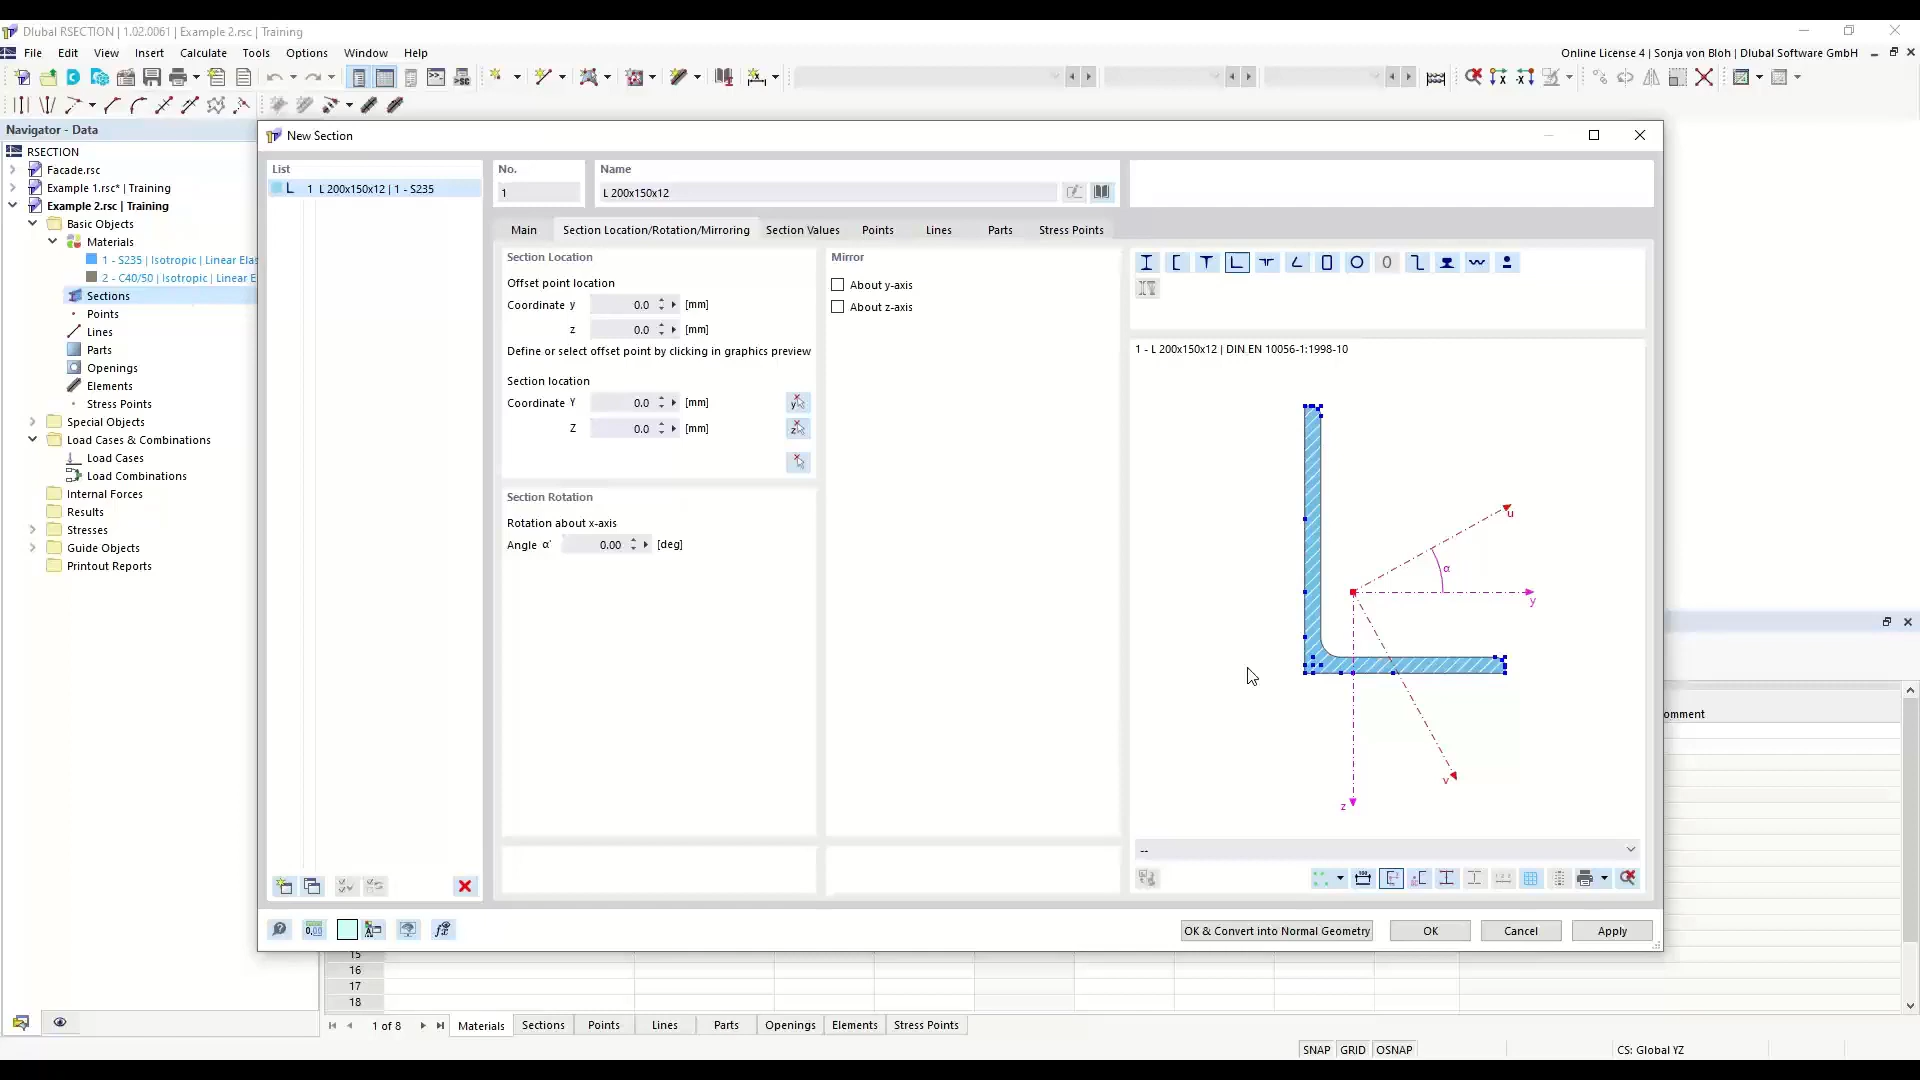 Dlubal RSECTION | 1.02.0061 | Example 2.rsc | Training
File Edit View Insert Calculate Tools Options Window Help
Online License 4 | Sonja von Bloh | Dlubal Software GmbH
Navigator - Data
RSECTION
Facade.rsc
Example 1.rsc* | Training
Example 2.rsc | Training
Basic Objects
Materials
1 - S235 | Isotropic | Linear Elas
2 - C40/50 | Isotropic | Linear E
Sections
Points
Lines
Parts
Openings
Elements
Stress Points
Special Objects
Load Cases & Combinations
Load Cases
Load Combinations
Internal Forces
Results
Stresses
Guide Objects
Printout Reports
New Section
List
1 L 200x150x12 | 1 - S235
No.
1
Name
L 200x150x12
Main Section Location/Rotation/Mirroring Section Values Points Lines Parts Stress Points
Section Location
Offset point location
Coordinate y 0.0 [mm]
z 0.0 [mm]
Define or select offset point by clicking in graphics preview
Section location
Coordinate Y 0.0 [mm]
Z 0.0 [mm]
Section Rotation
Rotation about x-axis
Angle α' 0.00 [deg]
Mirror
About y-axis
About z-axis
1 - L 200x150x12 | DIN EN 10056-1:1998-10
u
α
y
v
z
--
OK & Convert into Normal Geometry OK Cancel Apply
omment
15
16
17
18
1 of 8 Materials Sections Points Lines Parts Openings Elements Stress Points
SNAP GRID OSNAP CS: Global YZ